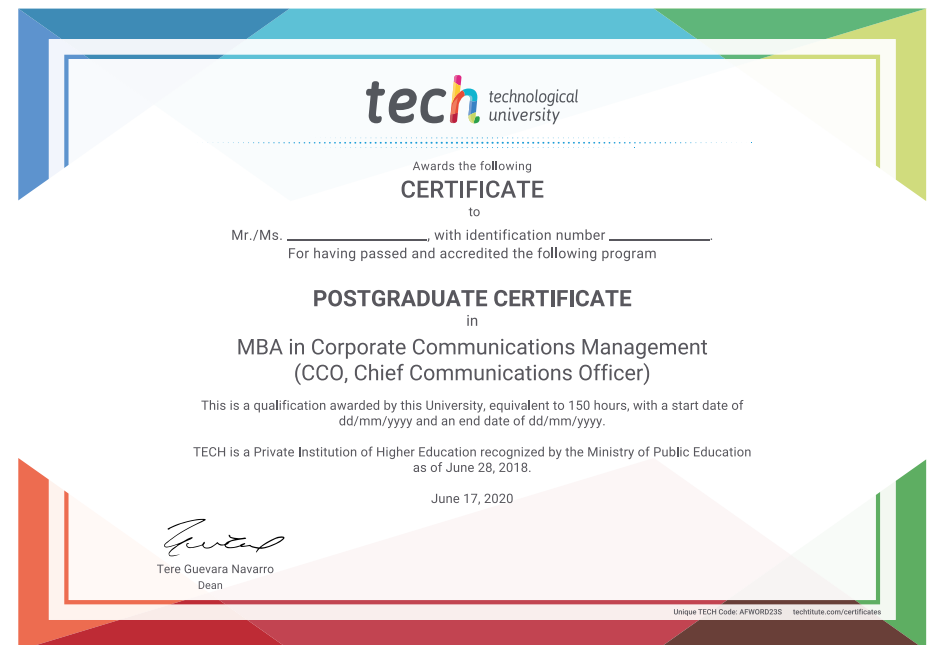 tech technological
university
Awards the following
CERTIFICATE
to
Mr./Ms. ____________________, with identification number ______________.
For having passed and accredited the following program
POSTGRADUATE CERTIFICATE
in
MBA in Corporate Communications Management
(CCO, Chief Communications Officer)
This is a qualification awarded by this University, equivalent to 150 hours, with a start date of
dd/mm/yyyy and an end date of dd/mm/yyyy.
TECH is a Private Institution of Higher Education recognized by the Ministry of Public Education
as of June 28, 2018.
June 17, 2020
Tere Guevara Navarro
Dean
Unique TECH Code: AFWORD23S techtitute.com/certificates